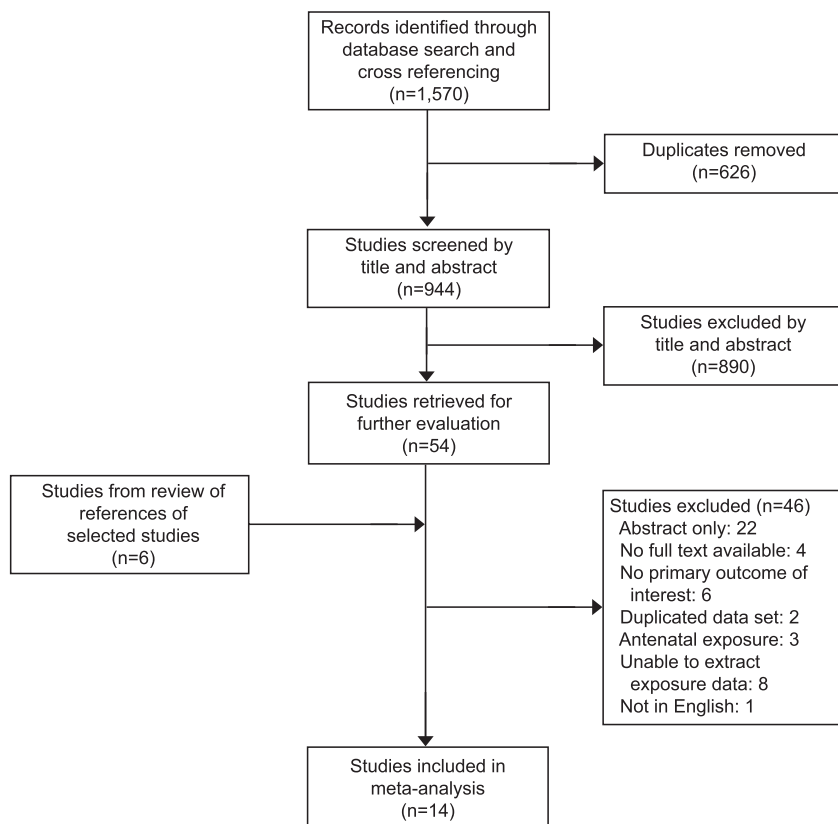 Records identified through
database search and
cross referencing
(n=1,570)
Duplicates removed
(n=626)
Studies screened by
title and abstract
(n=944)
Studies excluded by
title and abstract
(n=890)
Studies retrieved for
further evaluation
(n=54)
Studies from review of
references of
selected studies
(n=6)
Studies excluded (n=46)
Abstract only: 22
No full text available: 4
No primary outcome of
interest: 6
Duplicated data set: 2
Antenatal exposure: 3
Unable to extract
exposure data: 8
Not in English: 1
Studies included in
meta-analysis
(n=14)